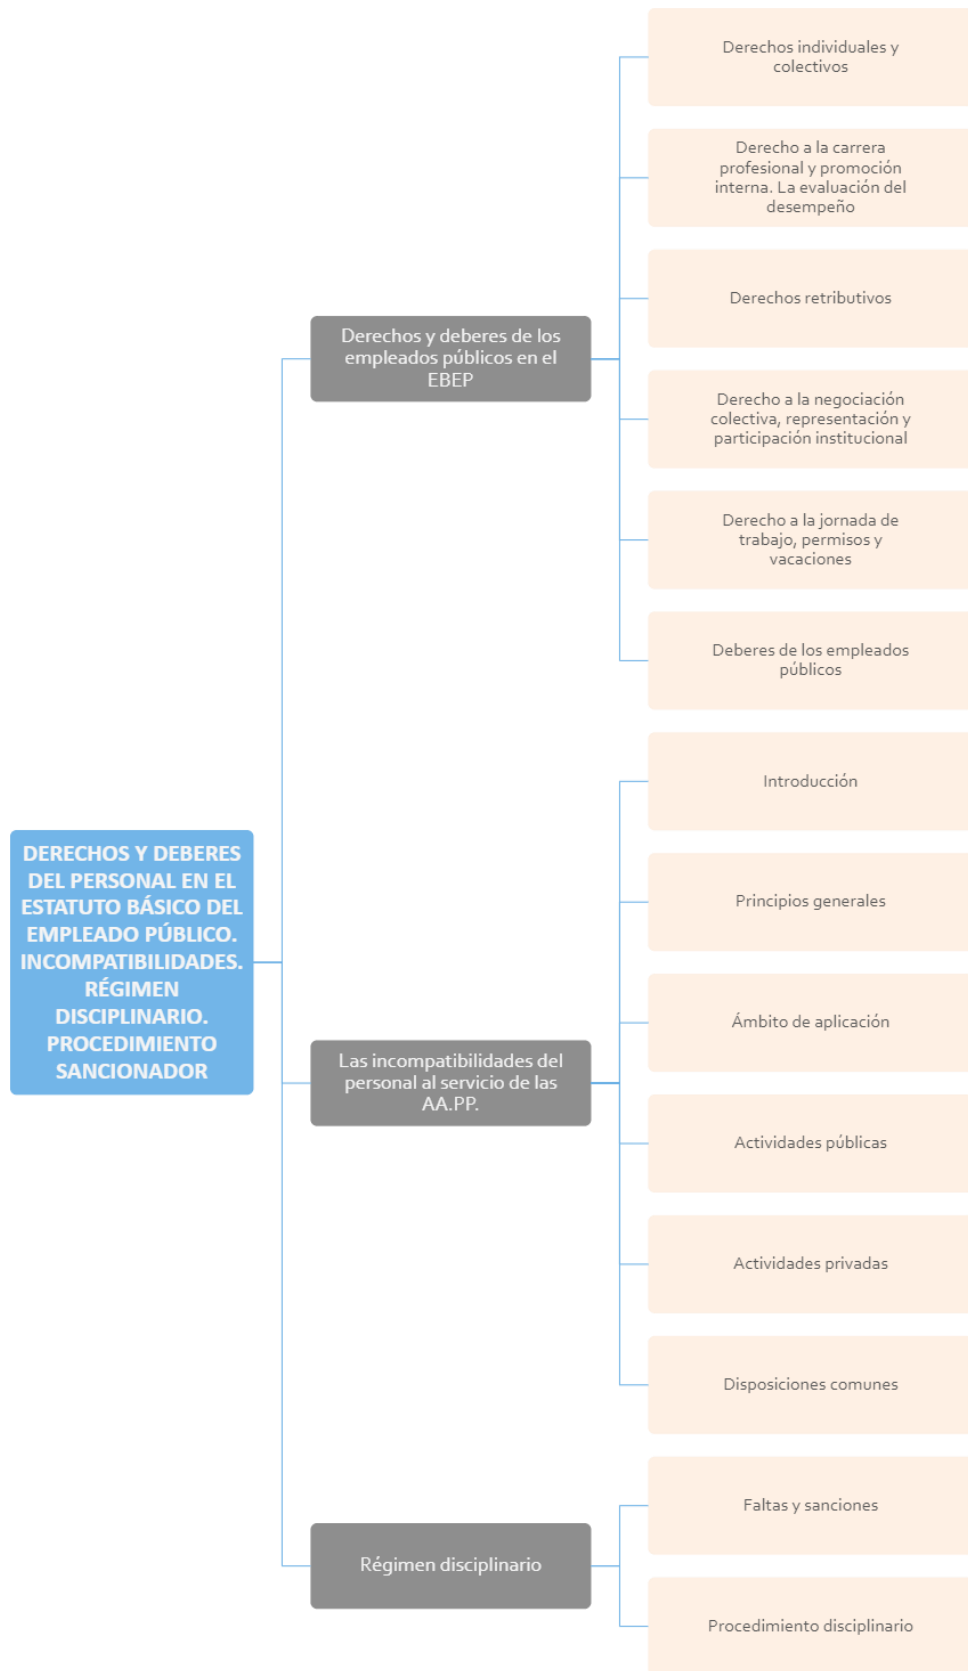 Derechos individuales y
colectivos
Derecho a la carrera
profesional y promoción
interna. La evaluación del
desempeño
Derechos retributivos
Derechos y deberes de los
empleados públicos en el
EBEP
Derecho a la negociación
colectiva, representación y
participación institucional
Derecho a la jornada de
trabajo, permisos y
vacaciones
Deberes de los empleados
públicos
DERECHOS Y DEBERES
DEL PERSONAL EN EL
ESTATUTO BÁSICO DEL
EMPLEADO PÚBLICO.
INCOMPATIBILIDADES.
RÉGIMEN
DISCIPLINARIO.
PROCEDIMIENTO
SANCIONADOR
Introducción
Principios generales
Ámbito de aplicación
Las incompatibilidades del
personal al servicio de las
AA.PP.
Actividades públicas
Actividades privadas
Disposiciones comunes
Régimen disciplinario
Faltas y sanciones
Procedimiento disciplinario